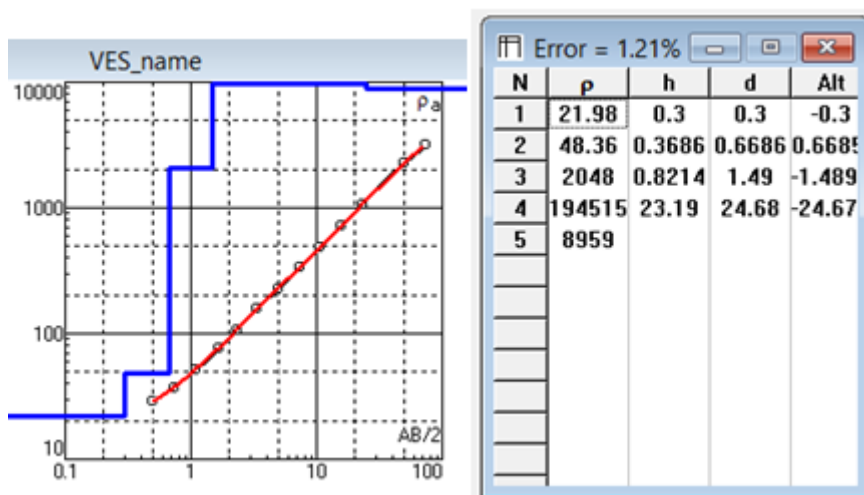 VES_name
10000
ρa
1000
100
10
AB/2
0.1 1 10 100
Error = 1.21%
N ρ h d Alt
1 21.98 0.3 0.3 -0.3
2 48.36 0.3686 0.6686 0.6685
3 2048 0.8214 1.49 -1.489
4 194515 23.19 24.68 -24.67
5 8959